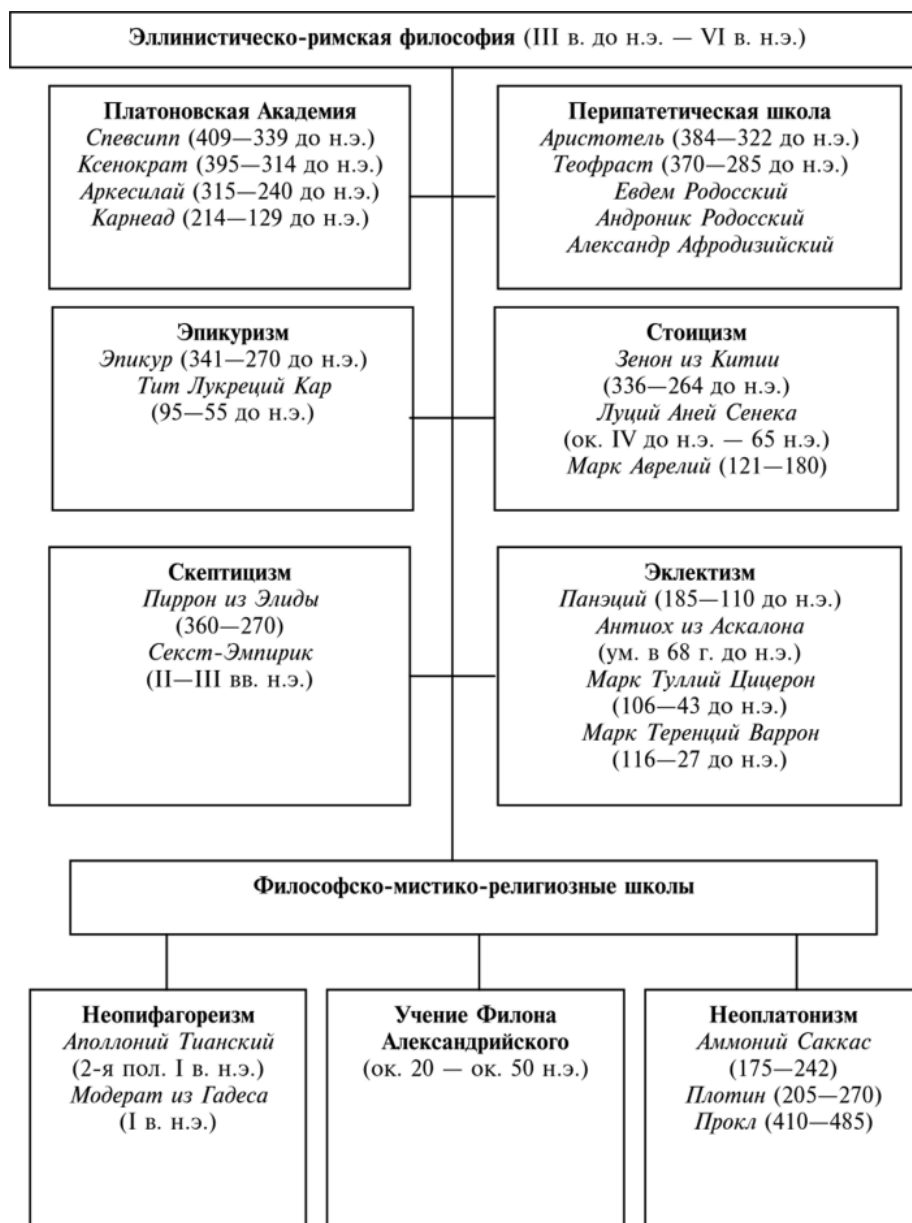 Эллинистическо-римская философия (III в. до н.э. — VI в. н.э.)
Платоновская Академия
Спевсипп (409—339 до н.э.)
Ксенократ (395—314 до н.э.)
Аркесилай (315—240 до н.э.)
Карнеад (214—129 до н.э.)
Перипатетическая школа
Аристотель (384—322 до н.э.)
Теофраст (370—285 до н.э.)
Евдем Родосский
Андроник Родосский
Александр Афродизийский
Эпикуризм
Эпикур (341—270 до н.э.)
Тит Лукреций Кар
(95—55 до н.э.)
Стоицизм
Зенон из Китии
(336—264 до н.э.)
Луций Аней Сенека
(ок. IV до н.э. — 65 н.э.)
Марк Аврелий (121—180)
Скептицизм
Пиррон из Элиды
(360—270)
Секст-Эмпирик
(II—III вв. н.э.)
Эклектизм
Панэций (185—110 до н.э.)
Антиох из Аскалона
(ум. в 68 г. до н.э.)
Марк Туллий Цицерон
(106—43 до н.э.)
Марк Теренций Варрон
(116—27 до н.э.)
Философско-мистико-религиозные школы
Неопифагореизм
Аполлоний Тианский
(2-я пол. I в. н.э.)
Модерат из Гадеса
(I в. н.э.)
Учение Филона
Александрийского
(ок. 20 — ок. 50 н.э.)
Неоплатонизм
Аммоний Саккас
(175—242)
Плотин (205—270)
Прокл (410—485)